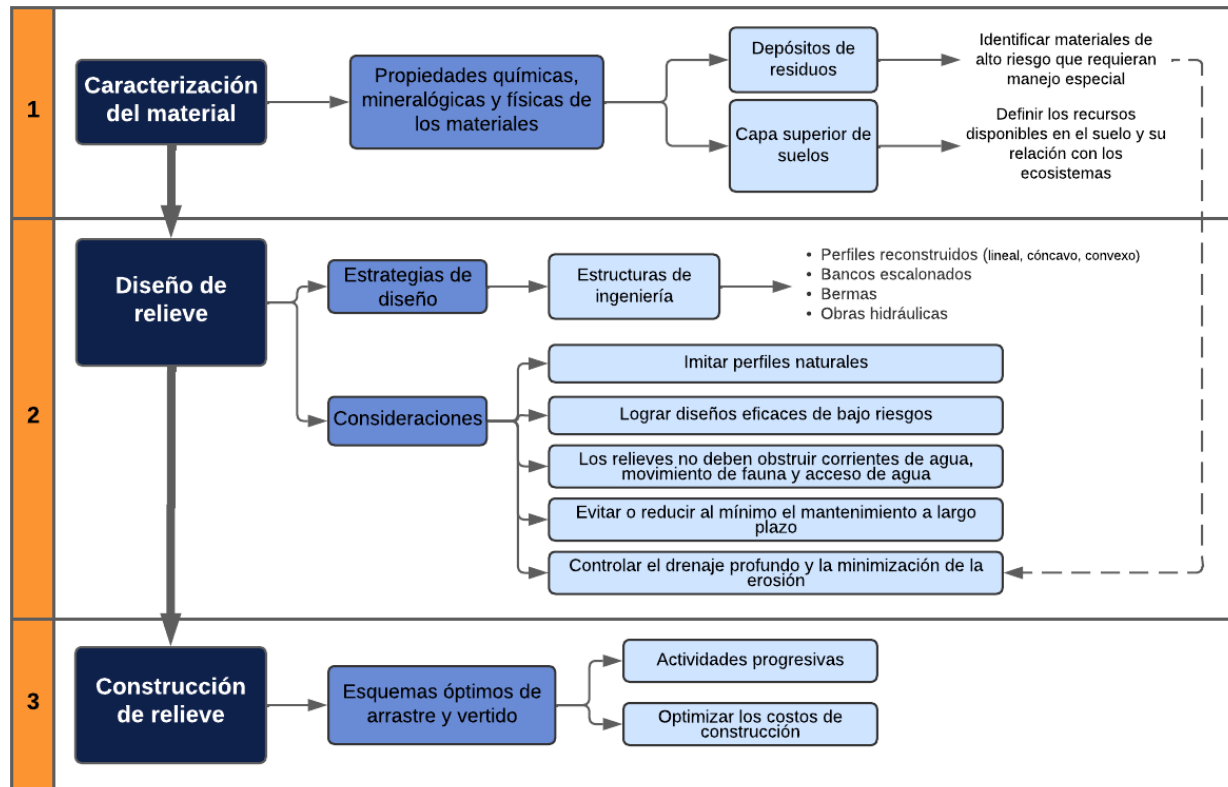 1
Caracterización
del material
Propiedades químicas,
mineralógicas y físicas de
los materiales
Depósitos de
residuos
Identificar materiales de
alto riesgo que requieran
manejo especial
Capa superior de
suelos
Definir los recursos
disponibles en el suelo y su
relación con los
ecosistemas
2
Diseño de
relieve
Estrategias de
diseño
Estructuras de
ingeniería
• Perfiles reconstruidos (lineal, cóncavo, convexo)
• Bancos escalonados
• Bermas
• Obras hidráulicas
Consideraciones
Imitar perfiles naturales
Lograr diseños eficaces de bajo riesgos
Los relieves no deben obstruir corrientes de agua,
movimiento de fauna y acceso de agua
Evitar o reducir al mínimo el mantenimiento a largo
plazo
Controlar el drenaje profundo y la minimización de la
erosión
3
Construcción
de relieve
Esquemas óptimos de
arrastre y vertido
Actividades progresivas
Optimizar los costos de
construcción